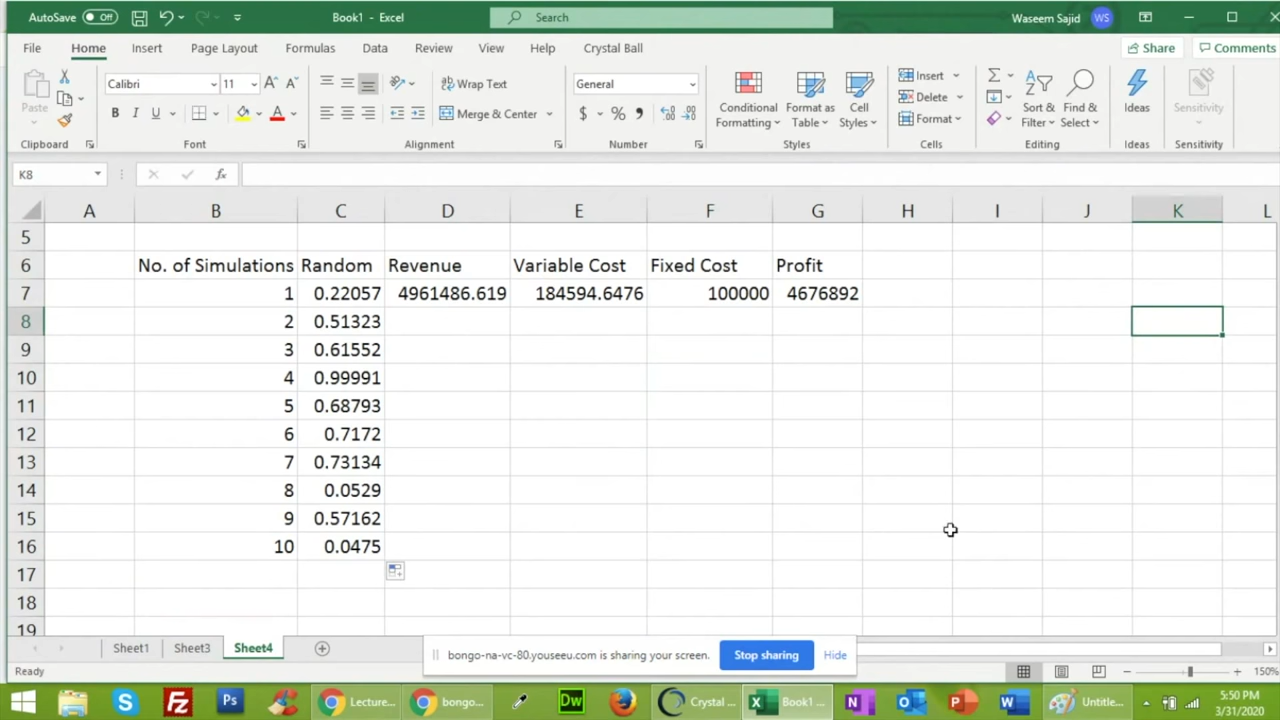 AutoSave Off Book1 - Excel Search Waseem Sajid WS
File Home Insert Page Layout Formulas Data Review View Help Crystal Ball Share Comments
Paste Calibri 11 A A Wrap Text General Conditional Formatting Format as Table Cell Styles Insert Delete Format Sort & Filter Find & Select Ideas Sensitivity
B I U A Merge & Center $ % ,
Clipboard Font Alignment Number Styles Cells Editing Ideas Sensitivity
K8 fx
A B C D E F G H I J K L
5
6 No. of Simulations Random Revenue Variable Cost Fixed Cost Profit
7 1 0.22057 4961486.619 184594.6476 100000 4676892
8 2 0.51323
9 3 0.61552
10 4 0.99991
11 5 0.68793
12 6 0.7172
13 7 0.73134
14 8 0.0529
15 9 0.57162
16 10 0.0475
17
18
19
Sheet1 Sheet3 Sheet4
bongo-na-vc-80.youseeu.com is sharing your screen. Stop sharing Hide
Ready 150%
Lecture... bongo... Crystal ... Book1 ... Untitle... 5:50 PM
3/31/2020